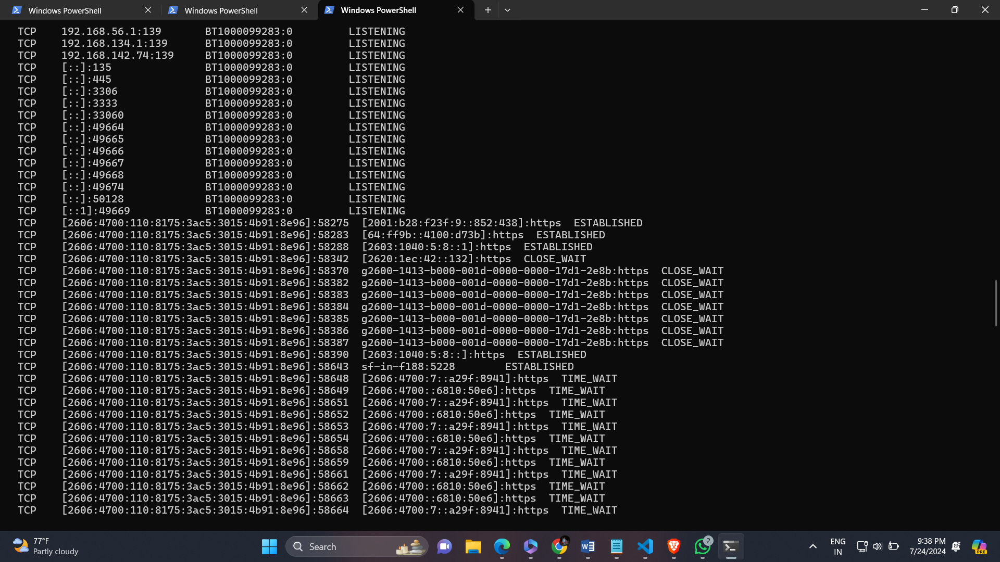 Windows PowerShell
Windows PowerShell
Windows PowerShell
TCP    192.168.56.1:139       BT1000099283:0         LISTENING
TCP    192.168.134.1:139      BT1000099283:0         LISTENING
TCP    192.168.142.74:139     BT1000099283:0         LISTENING
TCP    [::]:135               BT1000099283:0         LISTENING
TCP    [::]:445               BT1000099283:0         LISTENING
TCP    [::]:3306              BT1000099283:0         LISTENING
TCP    [::]:3333              BT1000099283:0         LISTENING
TCP    [::]:33060             BT1000099283:0         LISTENING
TCP    [::]:49664             BT1000099283:0         LISTENING
TCP    [::]:49665             BT1000099283:0         LISTENING
TCP    [::]:49666             BT1000099283:0         LISTENING
TCP    [::]:49667             BT1000099283:0         LISTENING
TCP    [::]:49668             BT1000099283:0         LISTENING
TCP    [::]:49674             BT1000099283:0         LISTENING
TCP    [::]:50128             BT1000099283:0         LISTENING
TCP    [::1]:49669            BT1000099283:0         LISTENING
TCP    [2606:4700:110:8175:3ac5:3015:4b91:8e96]:58275  [2001:b28:f23f:9::852:438]:https  ESTABLISHED
TCP    [2606:4700:110:8175:3ac5:3015:4b91:8e96]:58283  [64:ff9b::4100:d73b]:https  ESTABLISHED
TCP    [2606:4700:110:8175:3ac5:3015:4b91:8e96]:58288  [2603:1040:5:8::1]:https  ESTABLISHED
TCP    [2606:4700:110:8175:3ac5:3015:4b91:8e96]:58342  [2620:1ec:42::132]:https  CLOSE_WAIT
TCP    [2606:4700:110:8175:3ac5:3015:4b91:8e96]:58370  g2600-1413-b000-001d-0000-0000-17d1-2e8b:https  CLOSE_WAIT
TCP    [2606:4700:110:8175:3ac5:3015:4b91:8e96]:58382  g2600-1413-b000-001d-0000-0000-17d1-2e8b:https  CLOSE_WAIT
TCP    [2606:4700:110:8175:3ac5:3015:4b91:8e96]:58383  g2600-1413-b000-001d-0000-0000-17d1-2e8b:https  CLOSE_WAIT
TCP    [2606:4700:110:8175:3ac5:3015:4b91:8e96]:58384  g2600-1413-b000-001d-0000-0000-17d1-2e8b:https  CLOSE_WAIT
TCP    [2606:4700:110:8175:3ac5:3015:4b91:8e96]:58385  g2600-1413-b000-001d-0000-0000-17d1-2e8b:https  CLOSE_WAIT
TCP    [2606:4700:110:8175:3ac5:3015:4b91:8e96]:58386  g2600-1413-b000-001d-0000-0000-17d1-2e8b:https  CLOSE_WAIT
TCP    [2606:4700:110:8175:3ac5:3015:4b91:8e96]:58387  g2600-1413-b000-001d-0000-0000-17d1-2e8b:https  CLOSE_WAIT
TCP    [2606:4700:110:8175:3ac5:3015:4b91:8e96]:58390  [2603:1040:5:8::]:https  ESTABLISHED
TCP    [2606:4700:110:8175:3ac5:3015:4b91:8e96]:58643  sf-in-f188:5228        ESTABLISHED
TCP    [2606:4700:110:8175:3ac5:3015:4b91:8e96]:58648  [2606:4700:7::a29f:8941]:https  TIME_WAIT
TCP    [2606:4700:110:8175:3ac5:3015:4b91:8e96]:58649  [2606:4700::6810:50e6]:https  TIME_WAIT
TCP    [2606:4700:110:8175:3ac5:3015:4b91:8e96]:58651  [2606:4700:7::a29f:8941]:https  TIME_WAIT
TCP    [2606:4700:110:8175:3ac5:3015:4b91:8e96]:58652  [2606:4700::6810:50e6]:https  TIME_WAIT
TCP    [2606:4700:110:8175:3ac5:3015:4b91:8e96]:58653  [2606:4700:7::a29f:8941]:https  TIME_WAIT
TCP    [2606:4700:110:8175:3ac5:3015:4b91:8e96]:58654  [2606:4700::6810:50e6]:https  TIME_WAIT
TCP    [2606:4700:110:8175:3ac5:3015:4b91:8e96]:58658  [2606:4700:7::a29f:8941]:https  TIME_WAIT
TCP    [2606:4700:110:8175:3ac5:3015:4b91:8e96]:58659  [2606:4700::6810:50e6]:https  TIME_WAIT
TCP    [2606:4700:110:8175:3ac5:3015:4b91:8e96]:58661  [2606:4700:7::a29f:8941]:https  TIME_WAIT
TCP    [2606:4700:110:8175:3ac5:3015:4b91:8e96]:58662  [2606:4700::6810:50e6]:https  TIME_WAIT
TCP    [2606:4700:110:8175:3ac5:3015:4b91:8e96]:58663  [2606:4700::6810:50e6]:https  TIME_WAIT
TCP    [2606:4700:110:8175:3ac5:3015:4b91:8e96]:58664  [2606:4700:7::a29f:8941]:https  TIME_WAIT
77°F
Partly cloudy
Search
2
ENG
IN
9:38 PM
7/24/2024
PRE